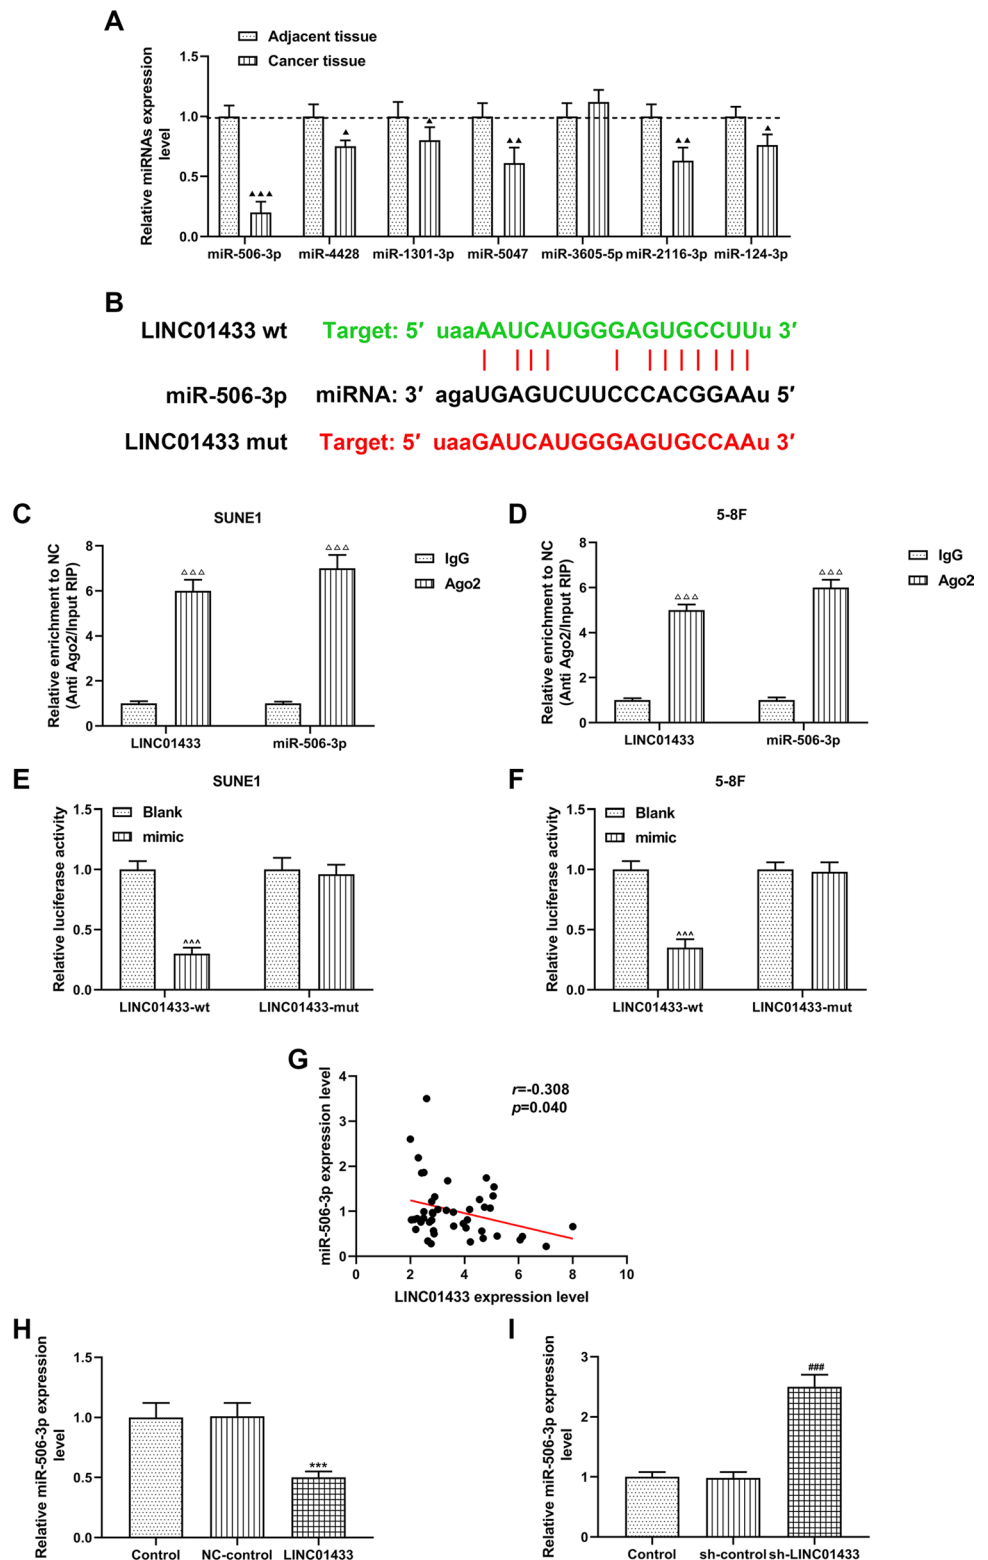 A
Adjacent tissue
Cancer tissue
Relative miRNAs expression
level
1.5
1.0
0.5
0.0
▲▲▲
▲
▲
▲▲
▲▲
▲
miR-506-3p miR-4428 miR-1301-3p miR-5047 miR-3605-5p miR-2116-3p miR-124-3p
B
LINC01433 wt Target: 5′ uaaAAUCAUGGGAGUGCCUUu 3′
miR-506-3p miRNA: 3′ agaUGAGUCUUCCCACGGAAu 5′
LINC01433 mut Target: 5′ uaaGAUCAUGGGAGUGCCAAu 3′
C
SUNE1
Relative enrichment to NC
(Anti Ago2/Input RIP)
8
6
4
2
0
△△△
△△△
IgG
Ago2
LINC01433 miR-506-3p
D
5-8F
Relative enrichment to NC
(Anti Ago2/Input RIP)
8
6
4
2
0
△△△
△△△
IgG
Ago2
LINC01433 miR-506-3p
E
SUNE1
Relative luciferase activity
1.5
1.0
0.5
0.0
Blank
mimic
^^^
LINC01433-wt LINC01433-mut
F
5-8F
Relative luciferase activity
1.5
1.0
0.5
0.0
Blank
mimic
^^^
LINC01433-wt LINC01433-mut
G
miR-506-3p expression level
4
3
2
1
0
r=-0.308
p=0.040
0 2 4 6 8 10
LINC01433 expression level
H
Relative miR-506-3p expression
level
1.5
1.0
0.5
0.0
***
Control NC-control LINC01433
I
Relative miR-506-3p expression
level
3
2
1
0
###
Control sh-control sh-LINC01433